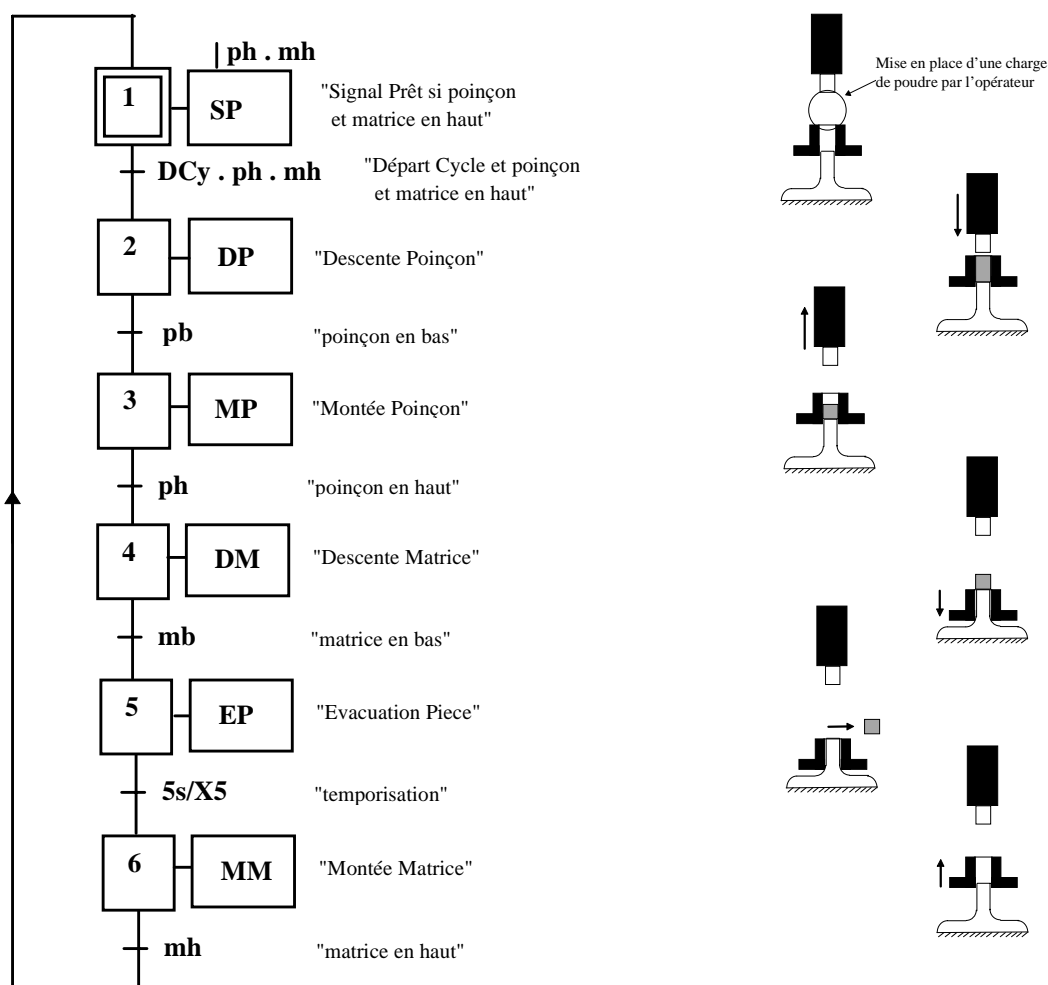 ph . mh
1
SP
"Signal Prêt si poinçon
et matrice en haut"
Mise en place d'une charge
de poudre par l'opérateur
DCy . ph . mh
"Départ Cycle et poinçon
et matrice en haut"
2
DP
"Descente Poinçon"
pb
"poinçon en bas"
3
MP
"Montée Poinçon"
ph
"poinçon en haut"
4
DM
"Descente Matrice"
mb
"matrice en bas"
5
EP
"Evacuation Piece"
5s/X5
"temporisation"
6
MM
"Montée Matrice"
mh
"matrice en haut"